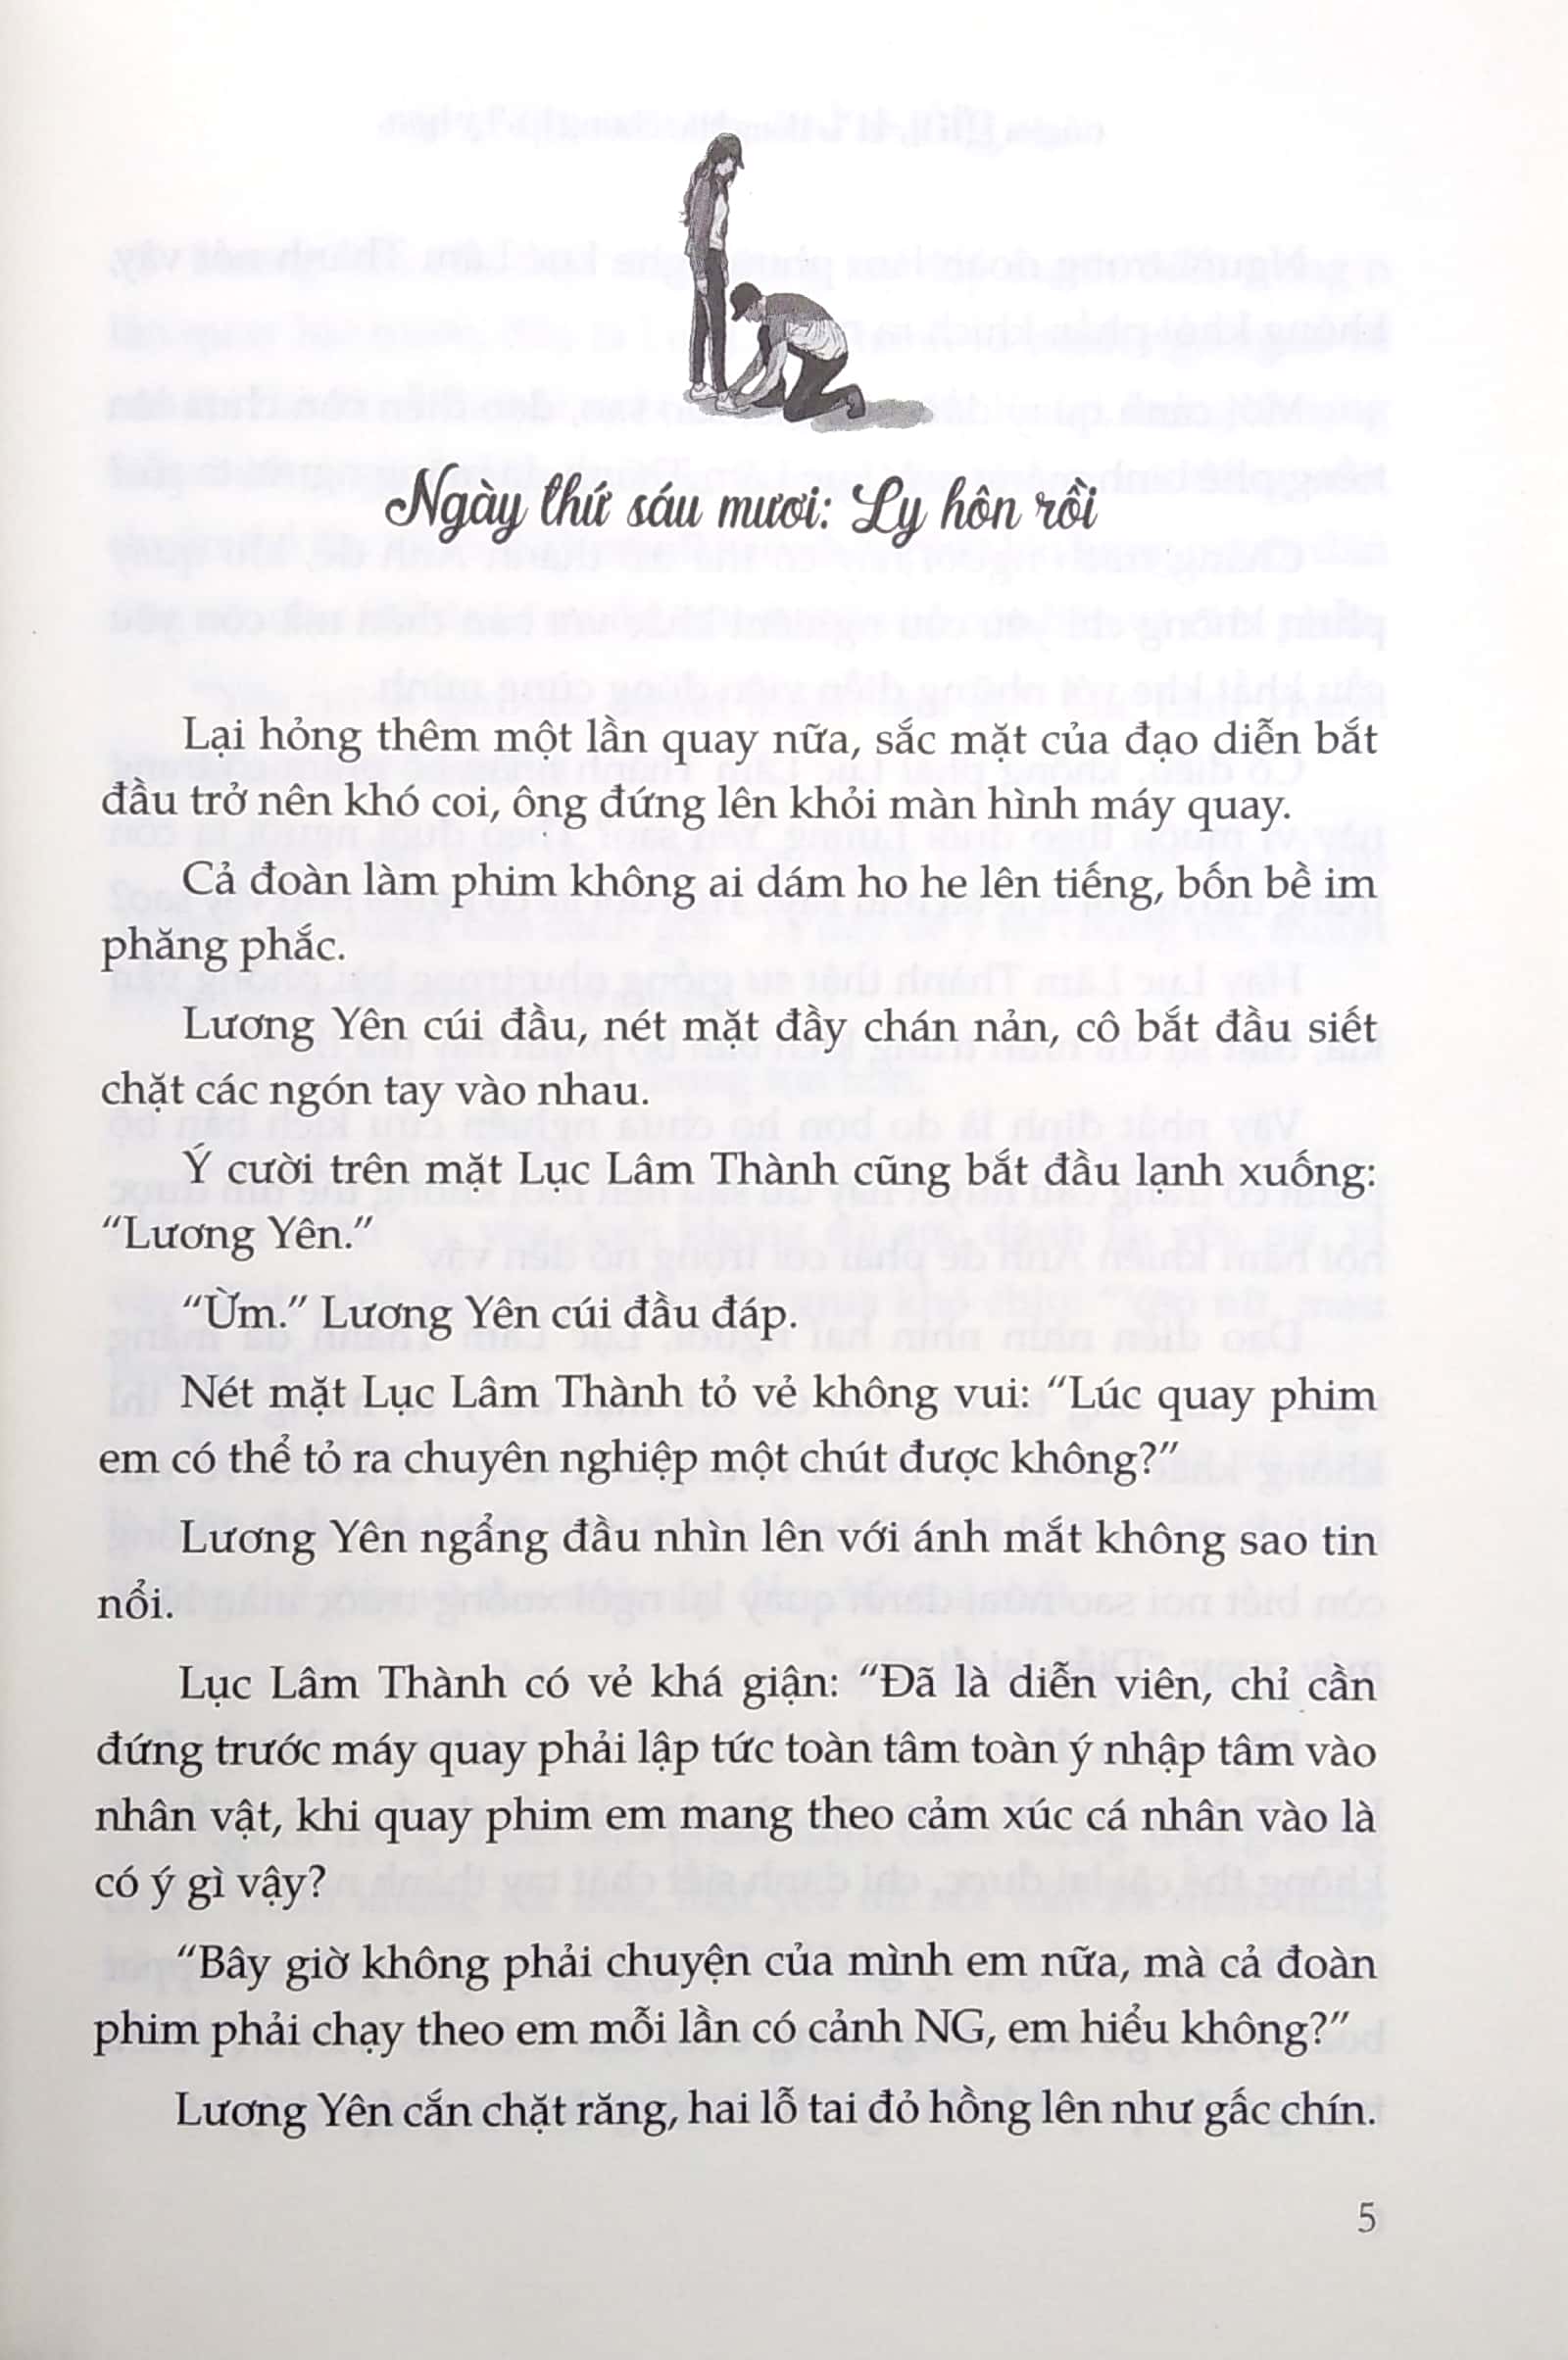 Ngày thứ sáu mươi: Ly hôn rồi
Lại hỏng thêm một lần quay nữa, sắc mặt của đạo diễn bắt
đầu trở nên khó coi, ông đứng lên khỏi màn hình máy quay.
Cả đoàn làm phim không ai dám ho he lên tiếng, bốn bề im
phăng phắc.
Lương Yên cúi đầu, nét mặt đầy chán nản, cô bắt đầu siết
chặt các ngón tay vào nhau.
Ý cười trên mặt Lục Lâm Thành cũng bắt đầu lạnh xuống:
“Lương Yên.”
“Ừm.” Lương Yên cúi đầu đáp.
Nét mặt Lục Lâm Thành tỏ vẻ không vui: “Lúc quay phim
em có thể tỏ ra chuyên nghiệp một chút được không?”
Lương Yên ngẩng đầu nhìn lên với ánh mắt không sao tin
nổi.
Lục Lâm Thành có vẻ khá giận: “Đã là diễn viên, chỉ cần
đứng trước máy quay phải lập tức toàn tâm toàn ý nhập tâm vào
nhân vật, khi quay phim em mang theo cảm xúc cá nhân vào là
có ý gì vậy?
“Bây giờ không phải chuyện của mình em nữa, mà cả đoàn
phim phải chạy theo em mỗi lần có cảnh NG, em hiểu không?”
Lương Yên cắn chặt răng, hai lỗ tai đỏ hồng lên như gấc chín.
5